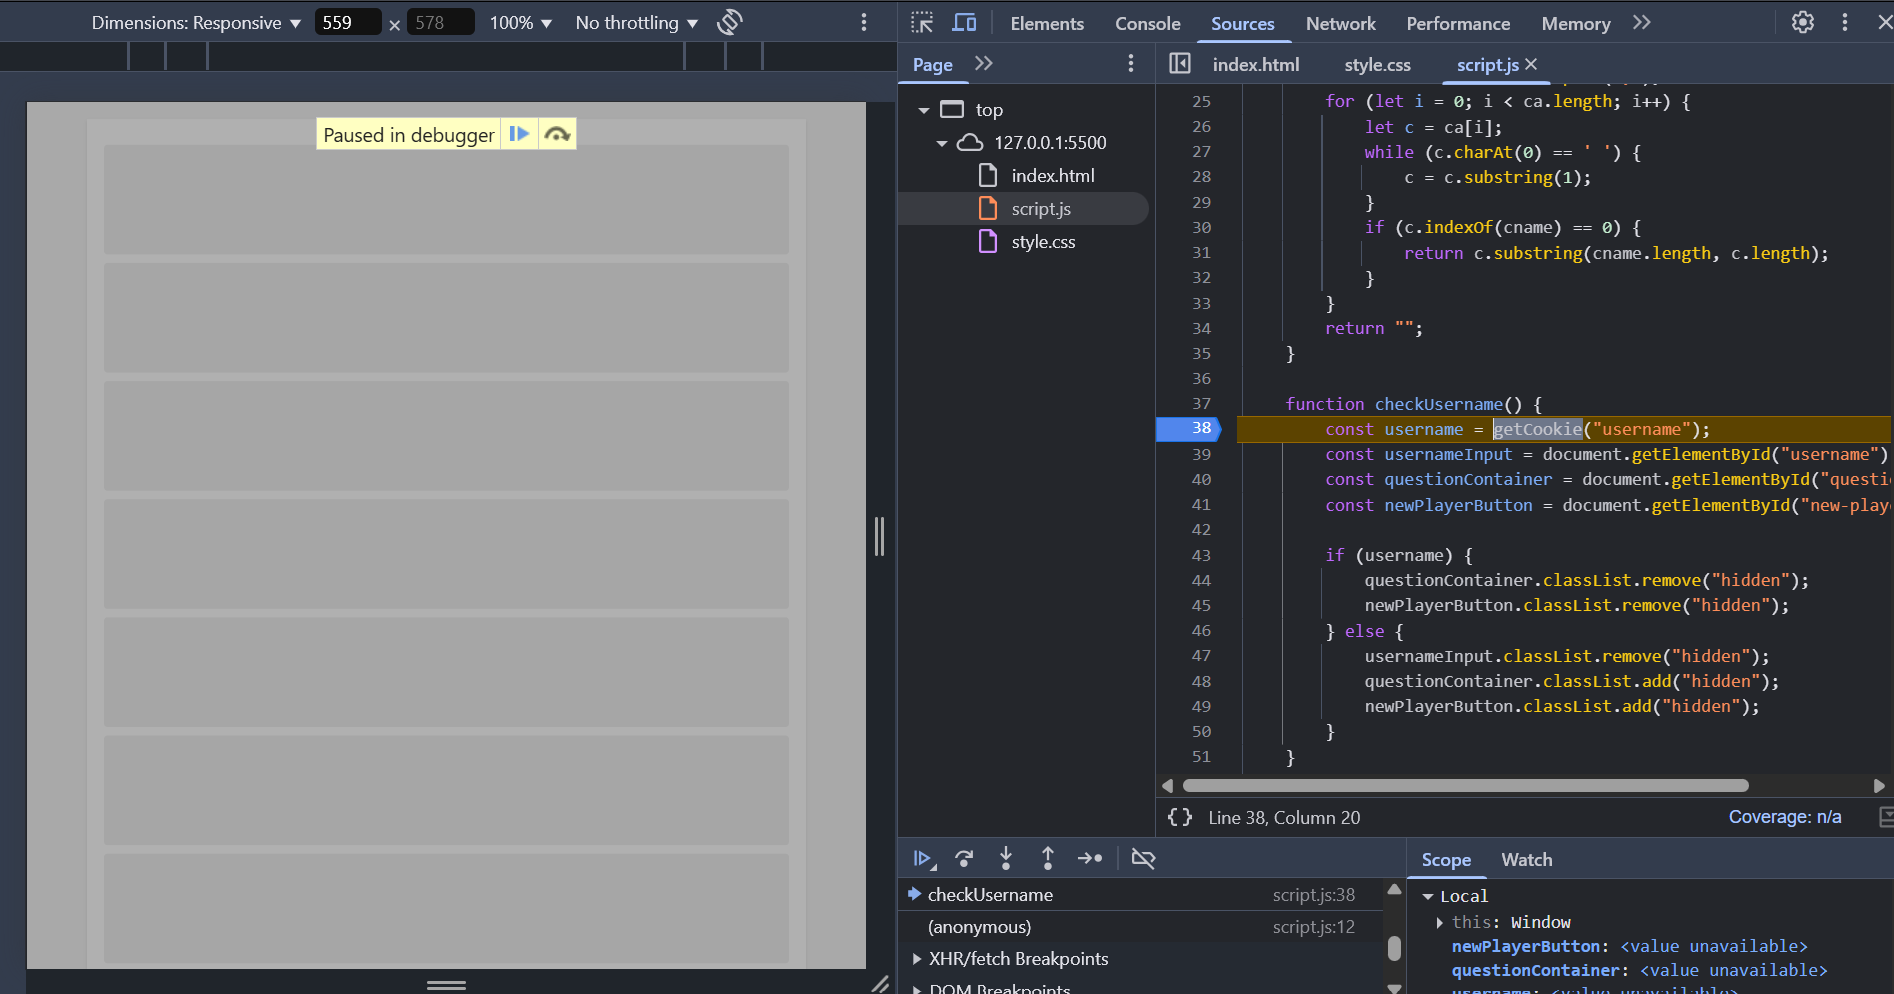 Dimensions: Responsive 559 × 578 100% No throttling
Elements Console Sources Network Performance Memory
Page
index.html style.css script.js
Paused in debugger
top
127.0.0.1:5500
index.html
script.js
style.css
25 for (let i = 0; i < ca.length; i++) {
26 let c = ca[i];
27 while (c.charAt(0) == ' ') {
28 c = c.substring(1);
29 }
30 if (c.indexOf(cname) == 0) {
31 return c.substring(cname.length, c.length);
32 }
33 }
34 return "";
35 }
36
37 function checkUsername() {
38 const username = getCookie("username");
39 const usernameInput = document.getElementById("username")
40 const questionContainer = document.getElementById("questi
41 const newPlayerButton = document.getElementById("new-play
42
43 if (username) {
44 questionContainer.classList.remove("hidden");
45 newPlayerButton.classList.remove("hidden");
46 } else {
47 usernameInput.classList.remove("hidden");
48 questionContainer.classList.add("hidden");
49 newPlayerButton.classList.add("hidden");
50 }
51 }
{} Line 38, Column 20 Coverage: n/a
Scope Watch
checkUsername script.js:38
(anonymous) script.js:12
XHR/fetch Breakpoints
DOM Breakpoints
Local
this: Window
newPlayerButton: <value unavailable>
questionContainer: <value unavailable>
username: <value unavailable>